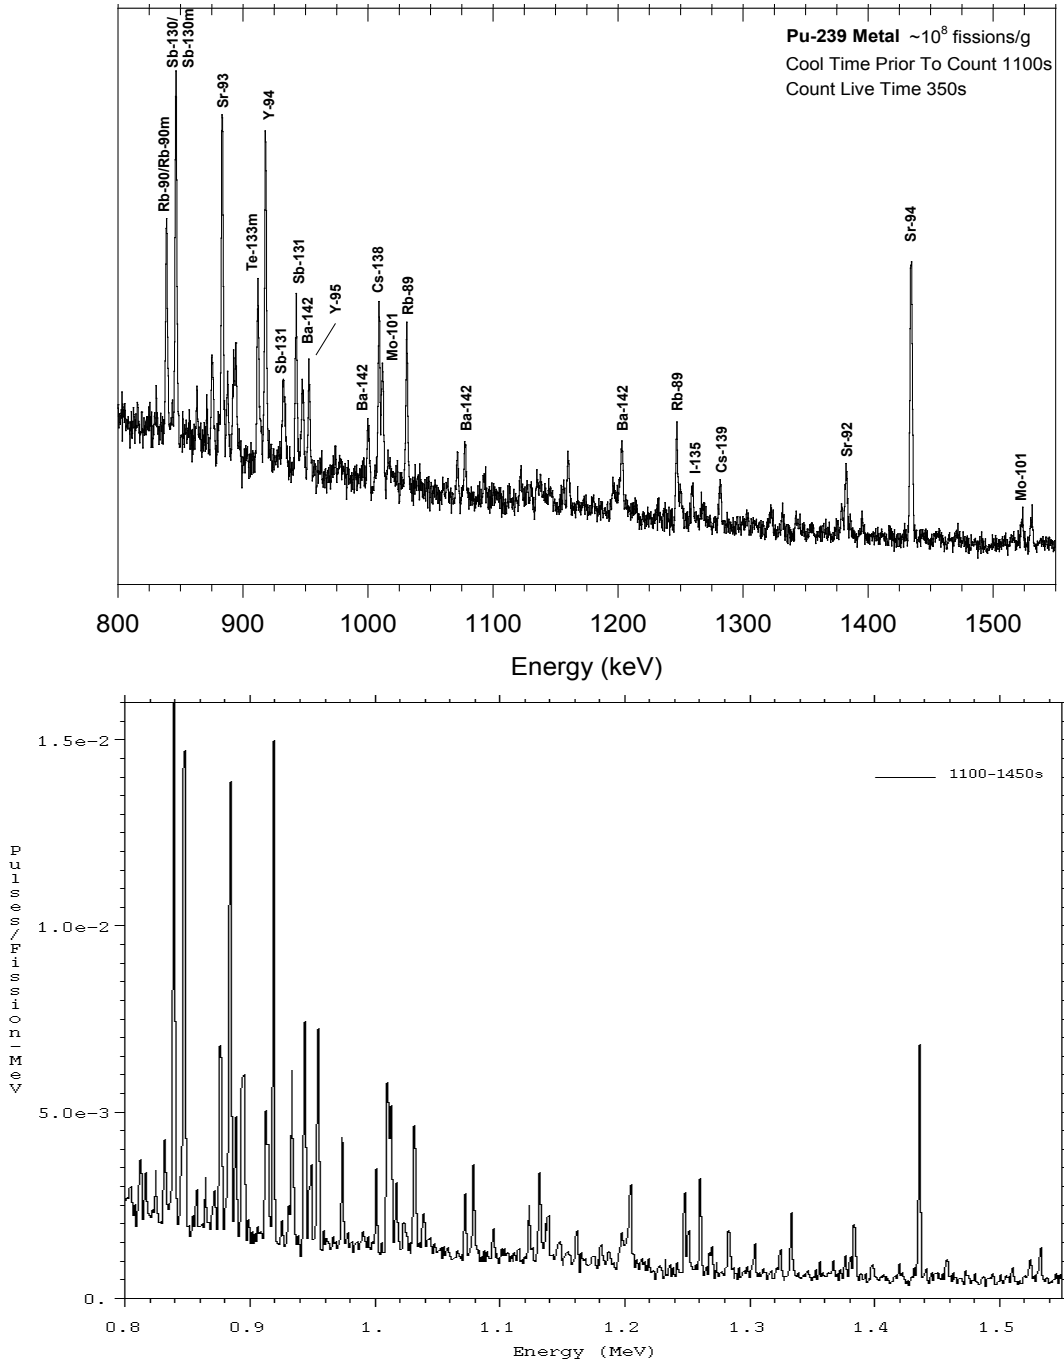 Pu-239 Metal ~10⁸ fissions/g
Cool Time Prior To Count 1100s
Count Live Time 350s
Rb-90/Rb-90m
Sb-130/
Sb-130m
Sr-93
Te-133m
Y-94
Sb-131
Sb-131
Ba-142
Y-95
Ba-142
Cs-138
Mo-101
Rb-89
Ba-142
Ba-142
Rb-89
I-135
Cs-139
Sr-92
Sr-94
Mo-101
800 900 1000 1100 1200 1300 1400 1500
Energy (keV)
1.5e-2
1100-1450s
Pulses/Fission-MeV
1.0e-2
5.0e-3
0.
0.8 0.9 1. 1.1 1.2 1.3 1.4 1.5
Energy (MeV)